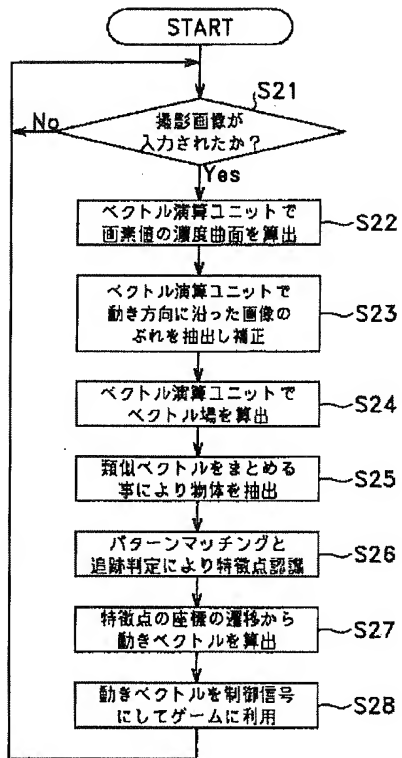 START
S21
撮影画像が
入力されたか？
No
Yes
ベクトル演算ユニットで
画素値の濃度曲面を算出
S22
ベクトル演算ユニットで
動き方向に沿った画像の
ぶれを抽出し補正
S23
ベクトル演算ユニットで
ベクトル場を算出
S24
類似ベクトルをまとめる
事により物体を抽出
S25
パターンマッチングと
追跡判定により特徴点認識
S26
特徴点の座標の遷移から
動きベクトルを算出
S27
動きベクトルを制御信号
にしてゲームに利用
S28